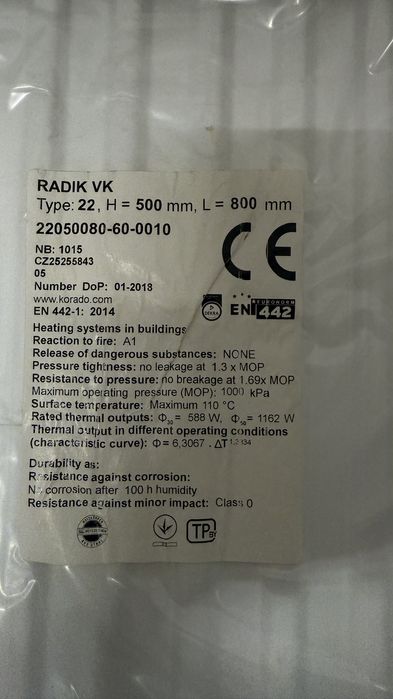 RADIK VK
Type: 22, H = 500 mm, L = 800 mm
22050080-60-0010
NB: 1015
CZ25255843
05
Number DoP: 01-2018
www.korado.com
EN 442-1: 2014
CE
DEKRA
EN 442
Heating systems in buildings
Reaction to fire: A1
Release of dangerous substances: NONE
Pressure tightness: no leakage at 1.3 x MOP
Resistance to pressure: no breakage at 1.69x MOP
Maximum operating pressure (MOP): 1000 kPa
Surface temperature: Maximum 110 °C
Rated thermal outputs: Φ30 = 588 W, Φ50 = 1162 W
Thermal output in different operating conditions
(characteristic curve): Φ = 6,3067 . ΔT
Durability as:
Resistance against corrosion:
No corrosion after 100 h humidity
Resistance against minor impact: Class 0
TP
BY